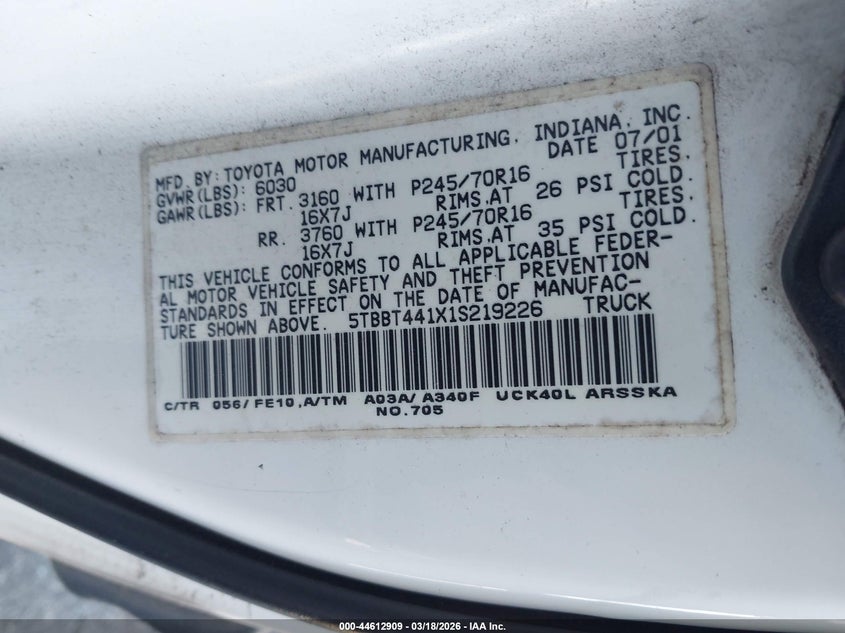 MFD. BY: TOYOTA MOTOR MANUFACTURING, INDIANA, INC.
GVWR(LBS): 6030 DATE 07/01
GAWR(LBS): FRT. 3160 WITH P245/70R16 TIRES,
16X7J RIMS,AT 26 PSI COLD.
RR. 3760 WITH P245/70R16 TIRES,
16X7J RIMS,AT 35 PSI COLD.
THIS VEHICLE CONFORMS TO ALL APPLICABLE FEDER-
AL MOTOR VEHICLE SAFETY AND THEFT PREVENTION
STANDARDS IN EFFECT ON THE DATE OF MANUFAC-
TURE SHOWN ABOVE. 5TBBT441X1S219226 TRUCK
C/TR 056/FE10,A/TM A03A/A340F UCK40L ARSSKA
NO.705
000-44612909 - 03/18/2026 - IAA Inc.